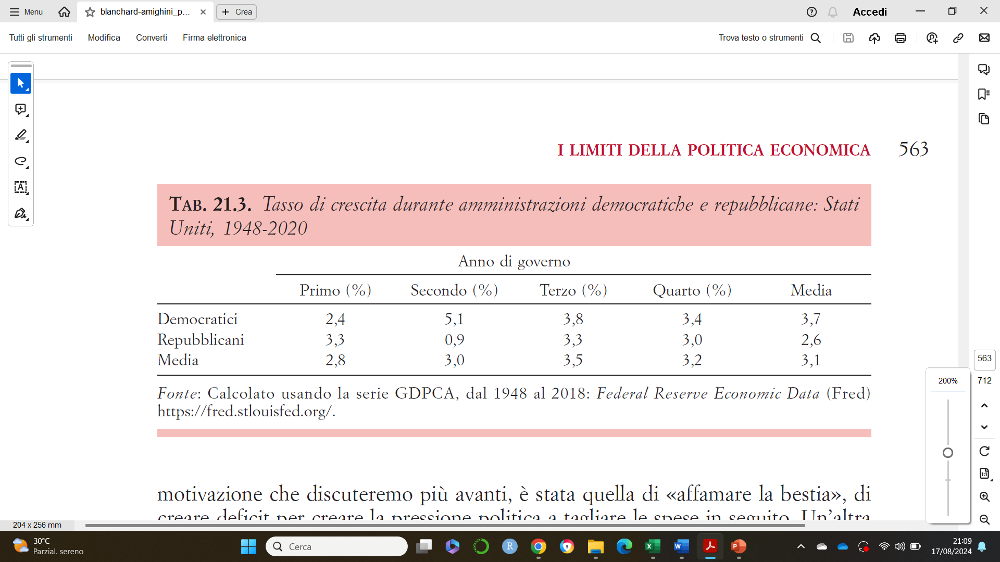 Menu
blanchard-amighini_p...
Crea
Accedi
Tutti gli strumenti Modifica Converti Firma elettronica
Trova testo o strumenti
I LIMITI DELLA POLITICA ECONOMICA 563
TAB. 21.3. Tasso di crescita durante amministrazioni democratiche e repubblicane: Stati
Uniti, 1948-2020
Anno di governo
Primo (%) Secondo (%) Terzo (%) Quarto (%) Media
Democratici 2,4 5,1 3,8 3,4 3,7
Repubblicani 3,3 0,9 3,3 3,0 2,6
Media 2,8 3,0 3,5 3,2 3,1
Fonte: Calcolato usando la serie GDPCA, dal 1948 al 2018: Federal Reserve Economic Data (Fred)
https://fred.stlouisfed.org/.
motivazione che discuteremo più avanti, è stata quella di «affamare la bestia», di
creare deficit per creare la pressione politica a tagliare le spese in seguito. Un'altra
563
712
200%
204 x 256 mm
30°C
Parzial. sereno
Cerca
21:09
17/08/2024